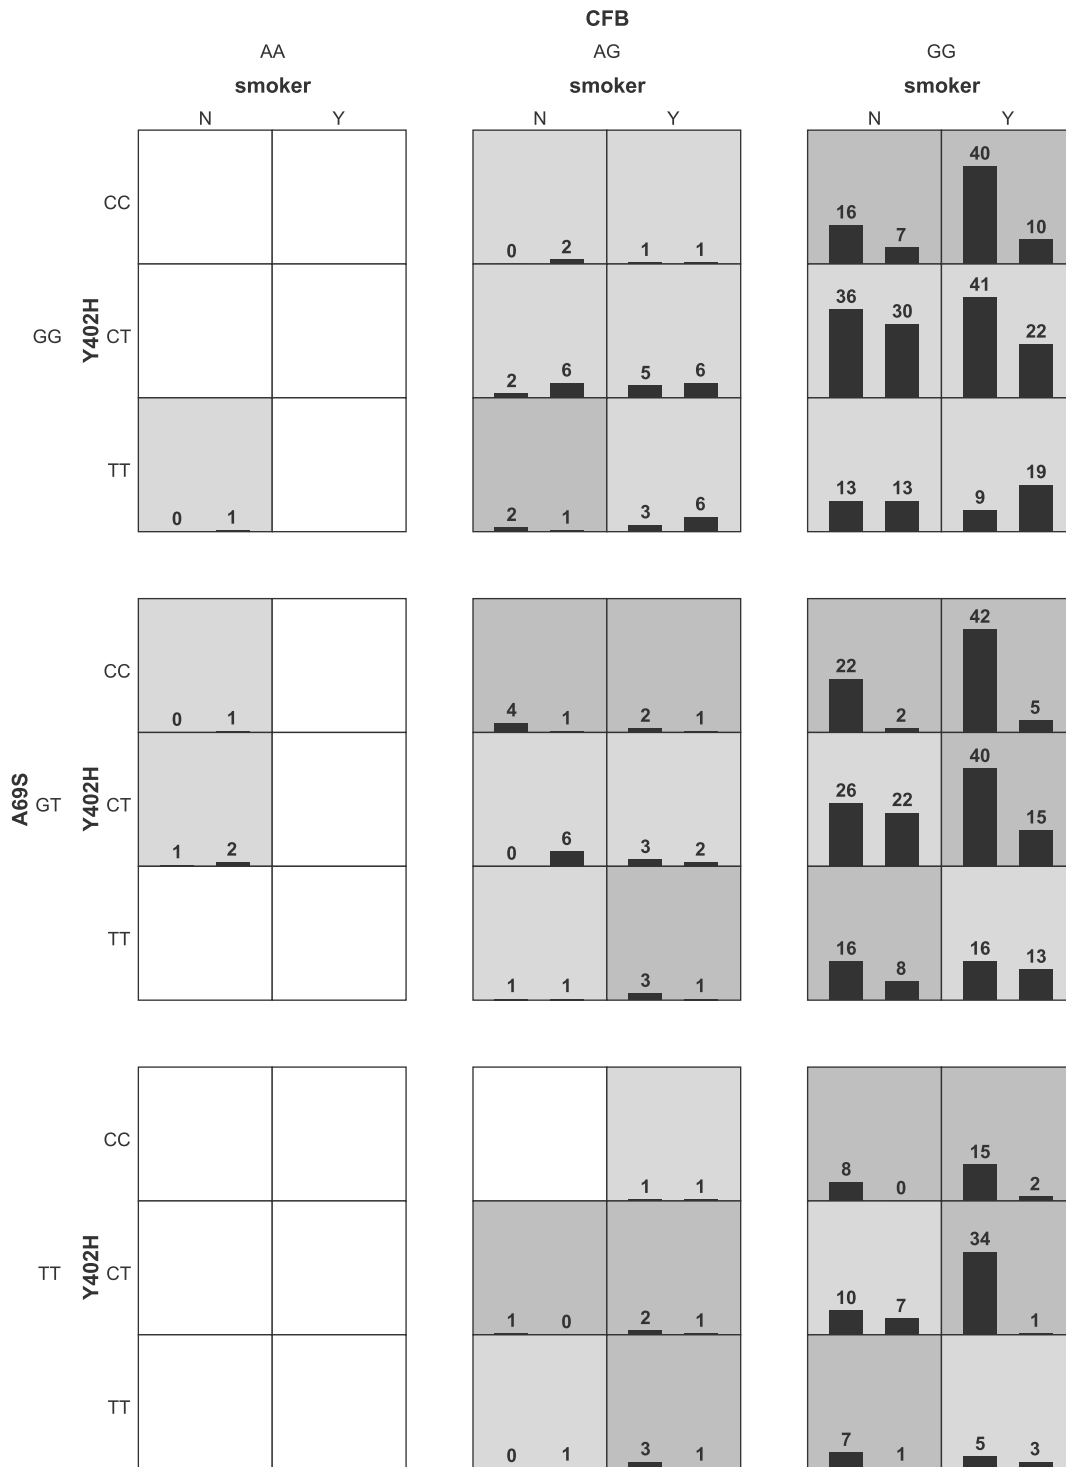 CFB
AA AG GG
smoker smoker smoker
N Y N Y N Y
CC 0 2 1 1 16 7 40 10
GG Y402H CT 2 6 5 6 36 30 41 22
TT 0 1 2 1 3 6 13 13 9 19
CC 0 1 4 1 2 1 22 2 42 5
A69S GT Y402H CT 1 2 0 6 3 2 26 22 40 15
TT 1 1 3 1 16 8 16 13
CC 1 1 8 0 15 2
TT Y402H CT 1 0 2 1 10 7 34 1
TT 0 1 3 1 7 1 5 3